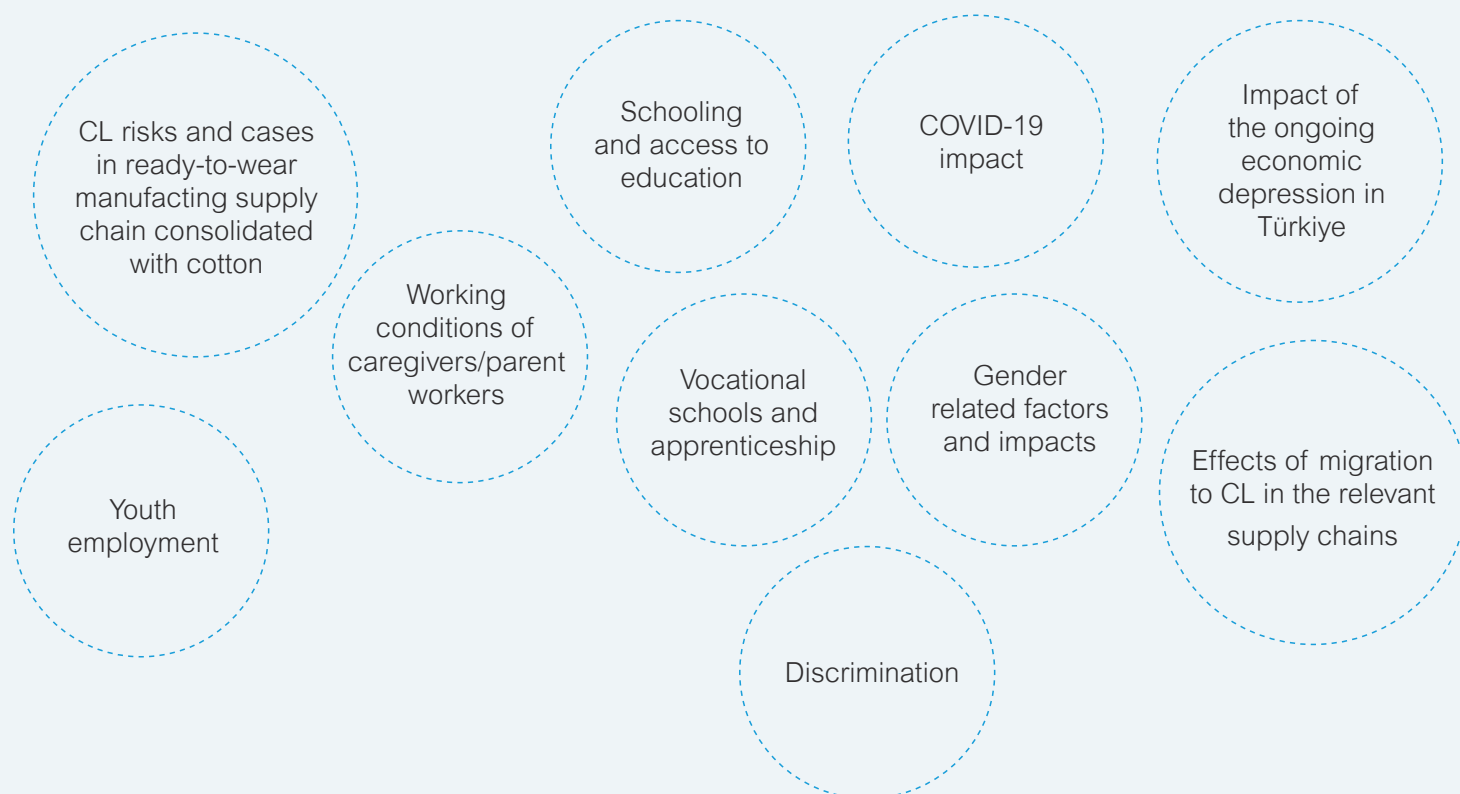 CL risks and cases
in ready-to-wear
manufacting supply
chain consolidated
with cotton
Schooling
and access to
education
COVID-19
impact
Impact of
the ongoing
economic
depression in
Türkiye
Working
conditions of
caregivers/parent
workers
Vocational
schools and
apprenticeship
Gender
related factors
and impacts
Effects of migration
to CL in the relevant
supply chains
Youth
employment
Discrimination